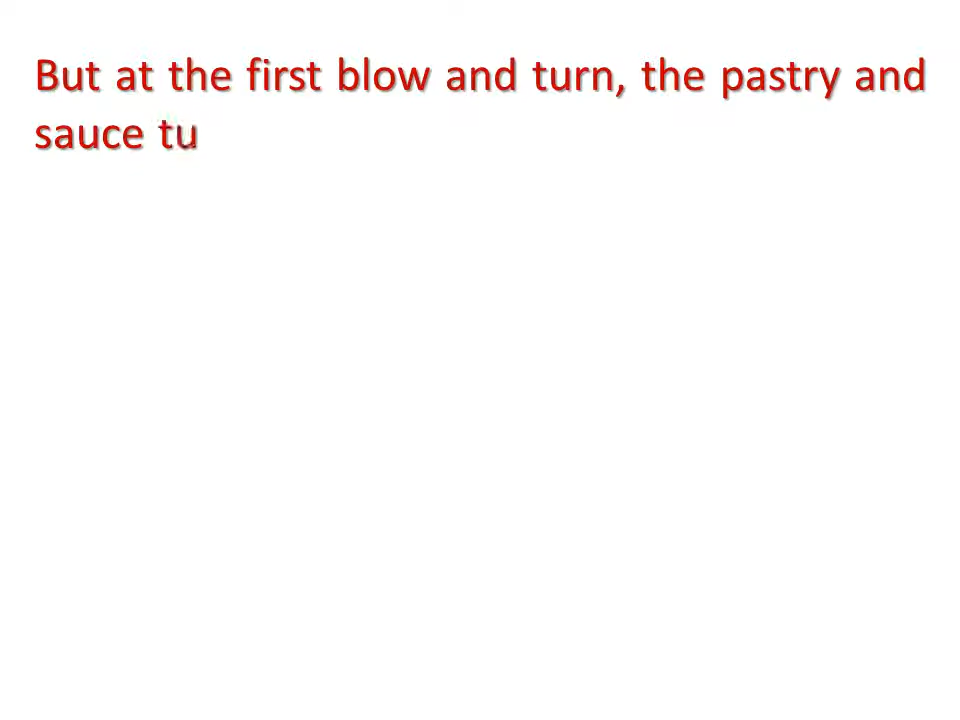 But at the first blow and turn, the pastry and
sauce tu